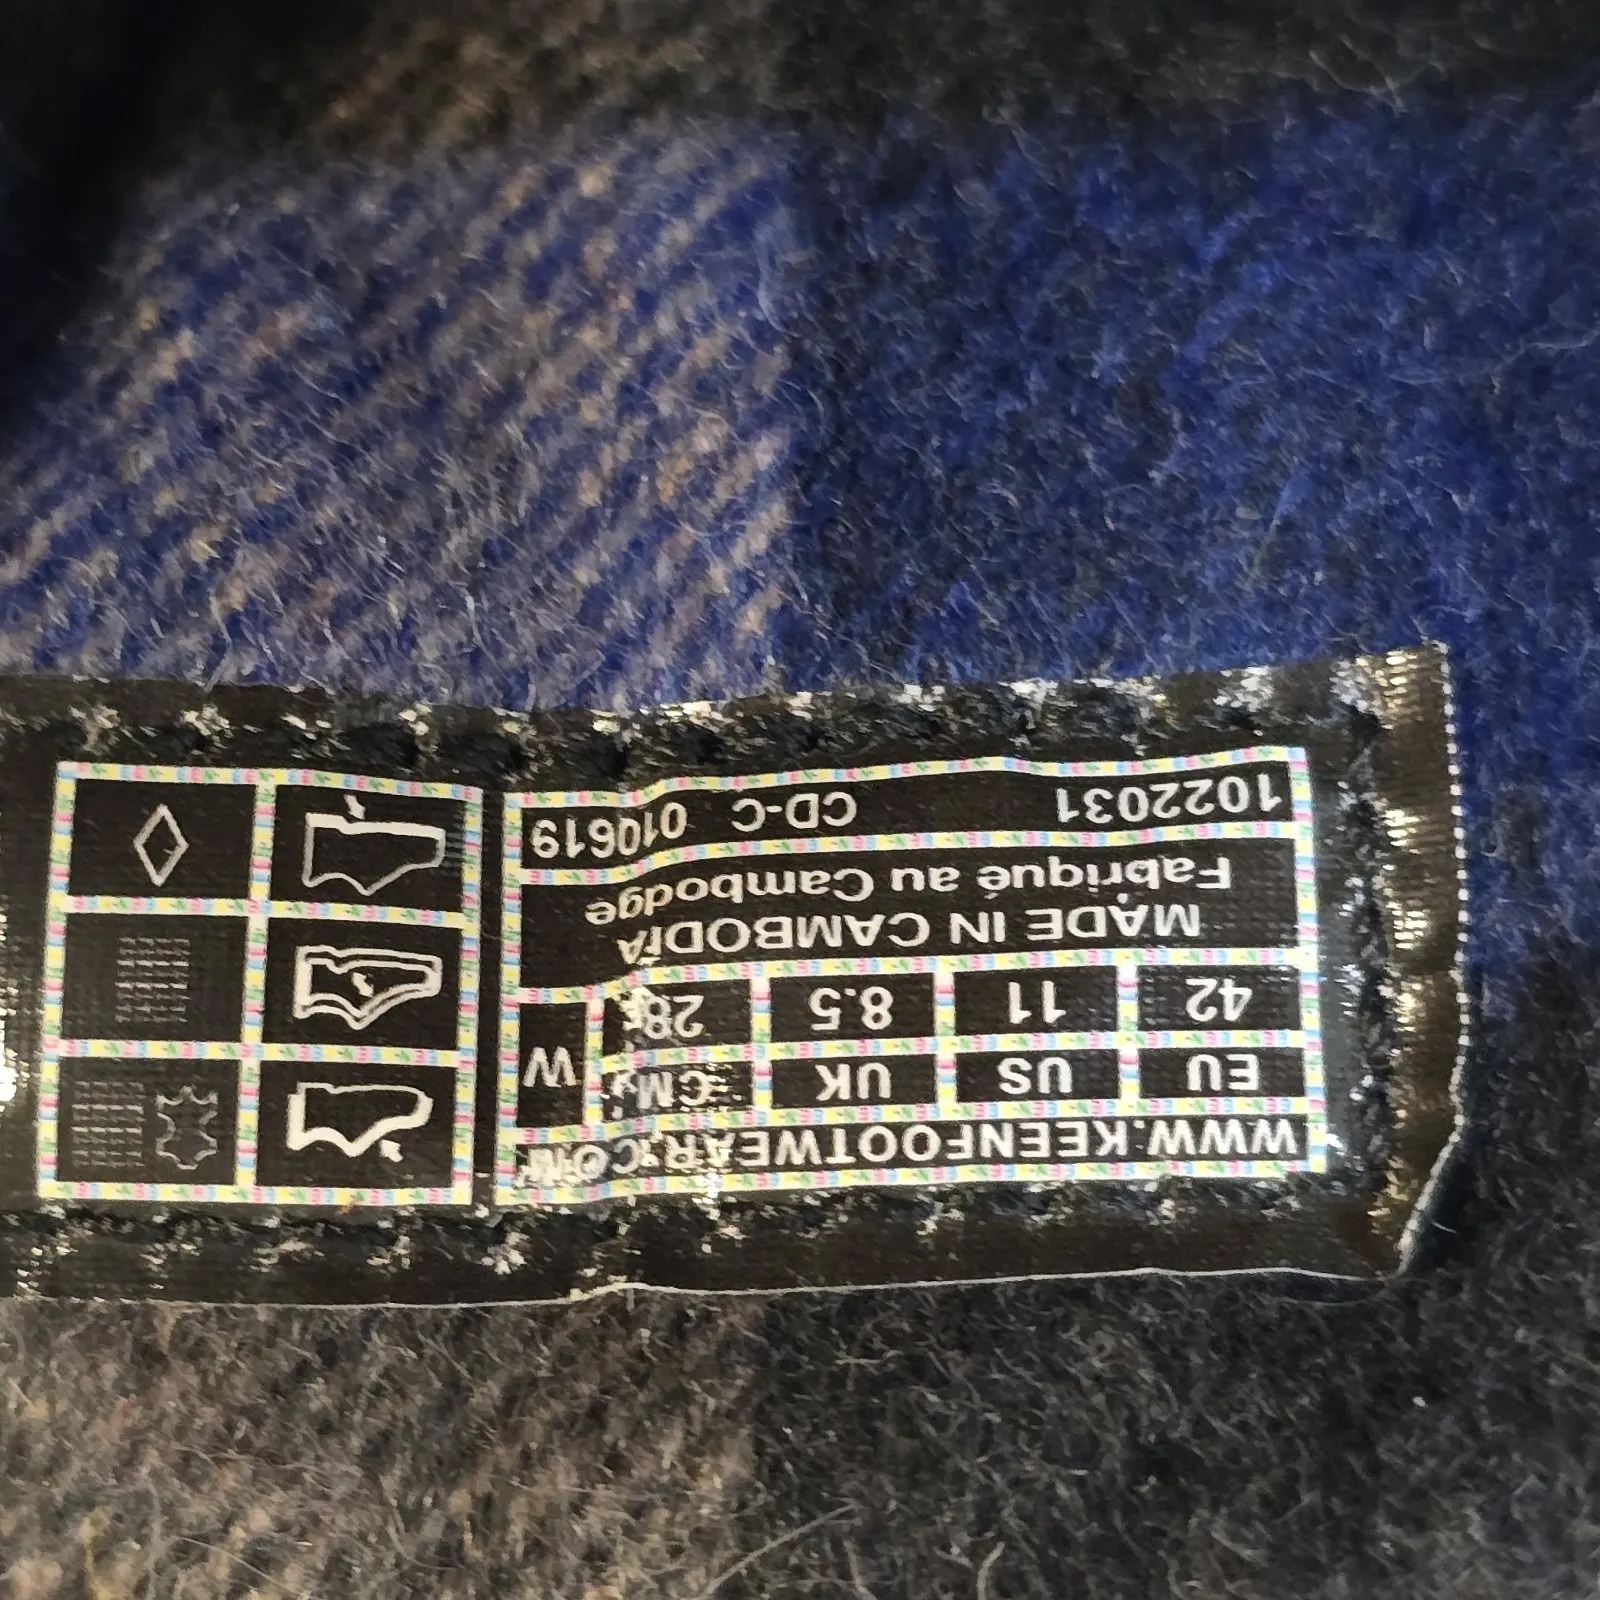 WWW.KEENFOOTWEAR.COM
EU US UK CM W
42 11 8.5 28
MADE IN CAMBODIA
Fabriqué au Cambodge
1022031 CD-C 010619